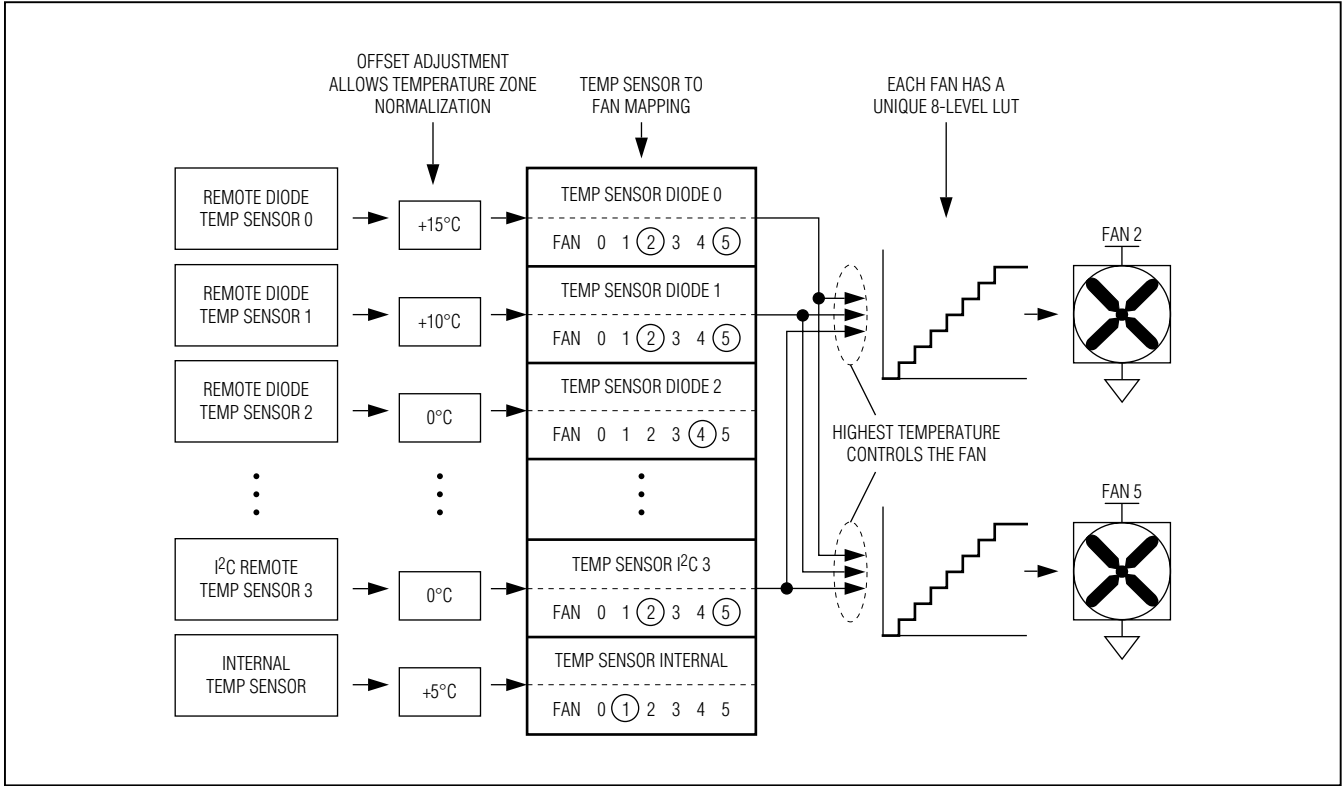 OFFSET ADJUSTMENT
ALLOWS TEMPERATURE ZONE
NORMALIZATION
TEMP SENSOR TO
FAN MAPPING
EACH FAN HAS A
UNIQUE 8-LEVEL LUT
REMOTE DIODE
TEMP SENSOR 0
+15°C
TEMP SENSOR DIODE 0
FAN 0 1 2 3 4 5
FAN 2
REMOTE DIODE
TEMP SENSOR 1
+10°C
TEMP SENSOR DIODE 1
FAN 0 1 2 3 4 5
REMOTE DIODE
TEMP SENSOR 2
0°C
TEMP SENSOR DIODE 2
FAN 0 1 2 3 4 5
HIGHEST TEMPERATURE
CONTROLS THE FAN
I²C REMOTE
TEMP SENSOR 3
0°C
TEMP SENSOR I²C 3
FAN 0 1 2 3 4 5
FAN 5
INTERNAL
TEMP SENSOR
+5°C
TEMP SENSOR INTERNAL
FAN 0 1 2 3 4 5